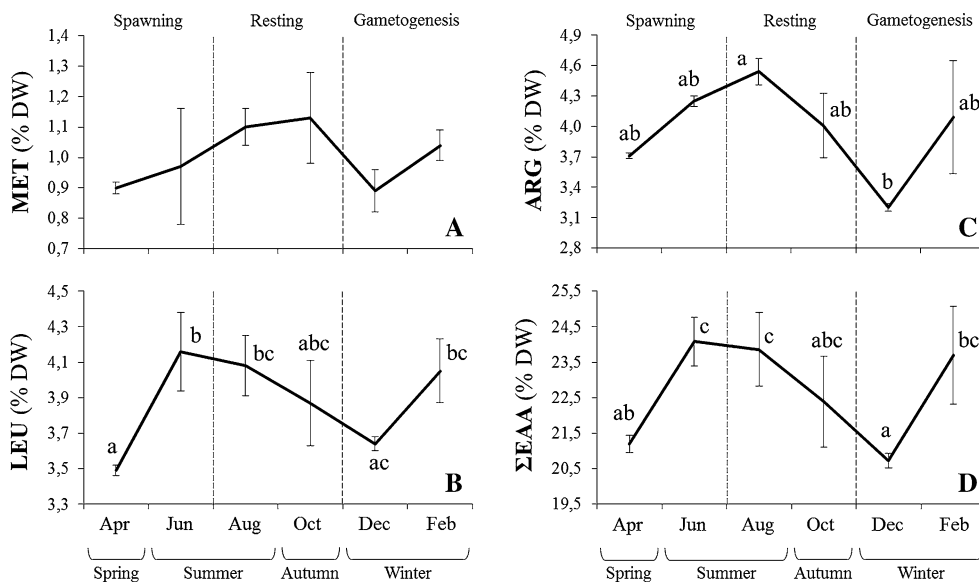 Spawning Resting Gametogenesis
MET (% DW)
1,4
1,3
1,2
1,1
1,0
0,9
0,8
0,7
A
Spawning Resting Gametogenesis
ARG (% DW)
4,9
4,6
4,3
4,0
3,7
3,4
3,1
2,8
ab
ab
a
ab
b
ab
C
LEU (% DW)
4,5
4,3
4,1
3,9
3,7
3,5
3,3
a
b
bc
abc
ac
bc
B
Apr Jun Aug Oct Dec Feb
Spring Summer Autumn Winter
ΣEAA (% DW)
25,5
24,5
23,5
22,5
21,5
20,5
19,5
ab
c
c
abc
a
bc
D
Apr Jun Aug Oct Dec Feb
Spring Summer Autumn Winter